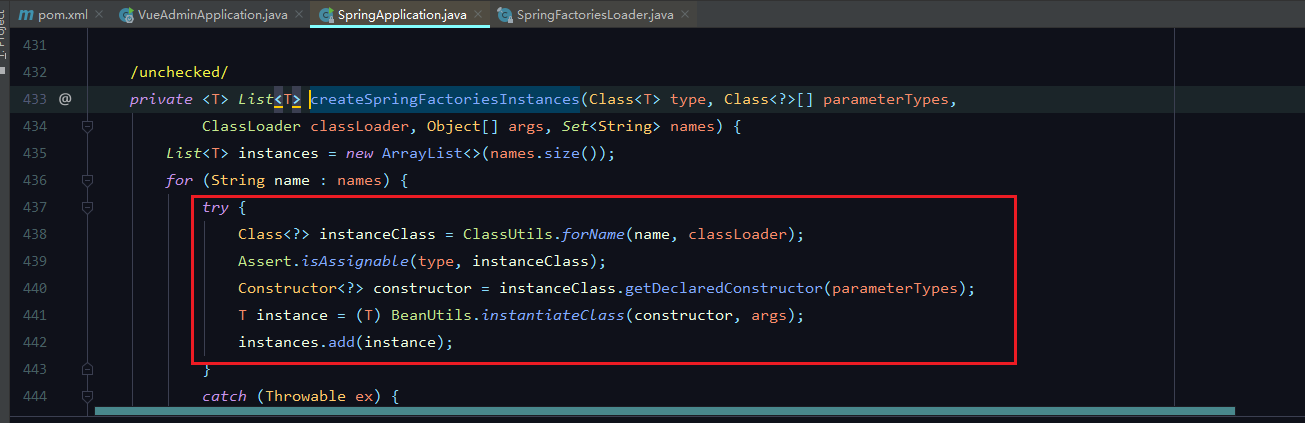 pom.xml VueAdminApplication.java SpringApplication.java SpringFactoriesLoader.java
1: Project
431
432 /unchecked/
433 @ private <T> List<T> createSpringFactoriesInstances(Class<T> type, Class<?>[] parameterTypes,
434 ClassLoader classLoader, Object[] args, Set<String> names) {
435 List<T> instances = new ArrayList<>(names.size());
436 for (String name : names) {
437 try {
438 Class<?> instanceClass = ClassUtils.forName(name, classLoader);
439 Assert.isAssignable(type, instanceClass);
440 Constructor<?> constructor = instanceClass.getDeclaredConstructor(parameterTypes);
441 T instance = (T) BeanUtils.instantiateClass(constructor, args);
442 instances.add(instance);
443 }
444 catch (Throwable ex) {